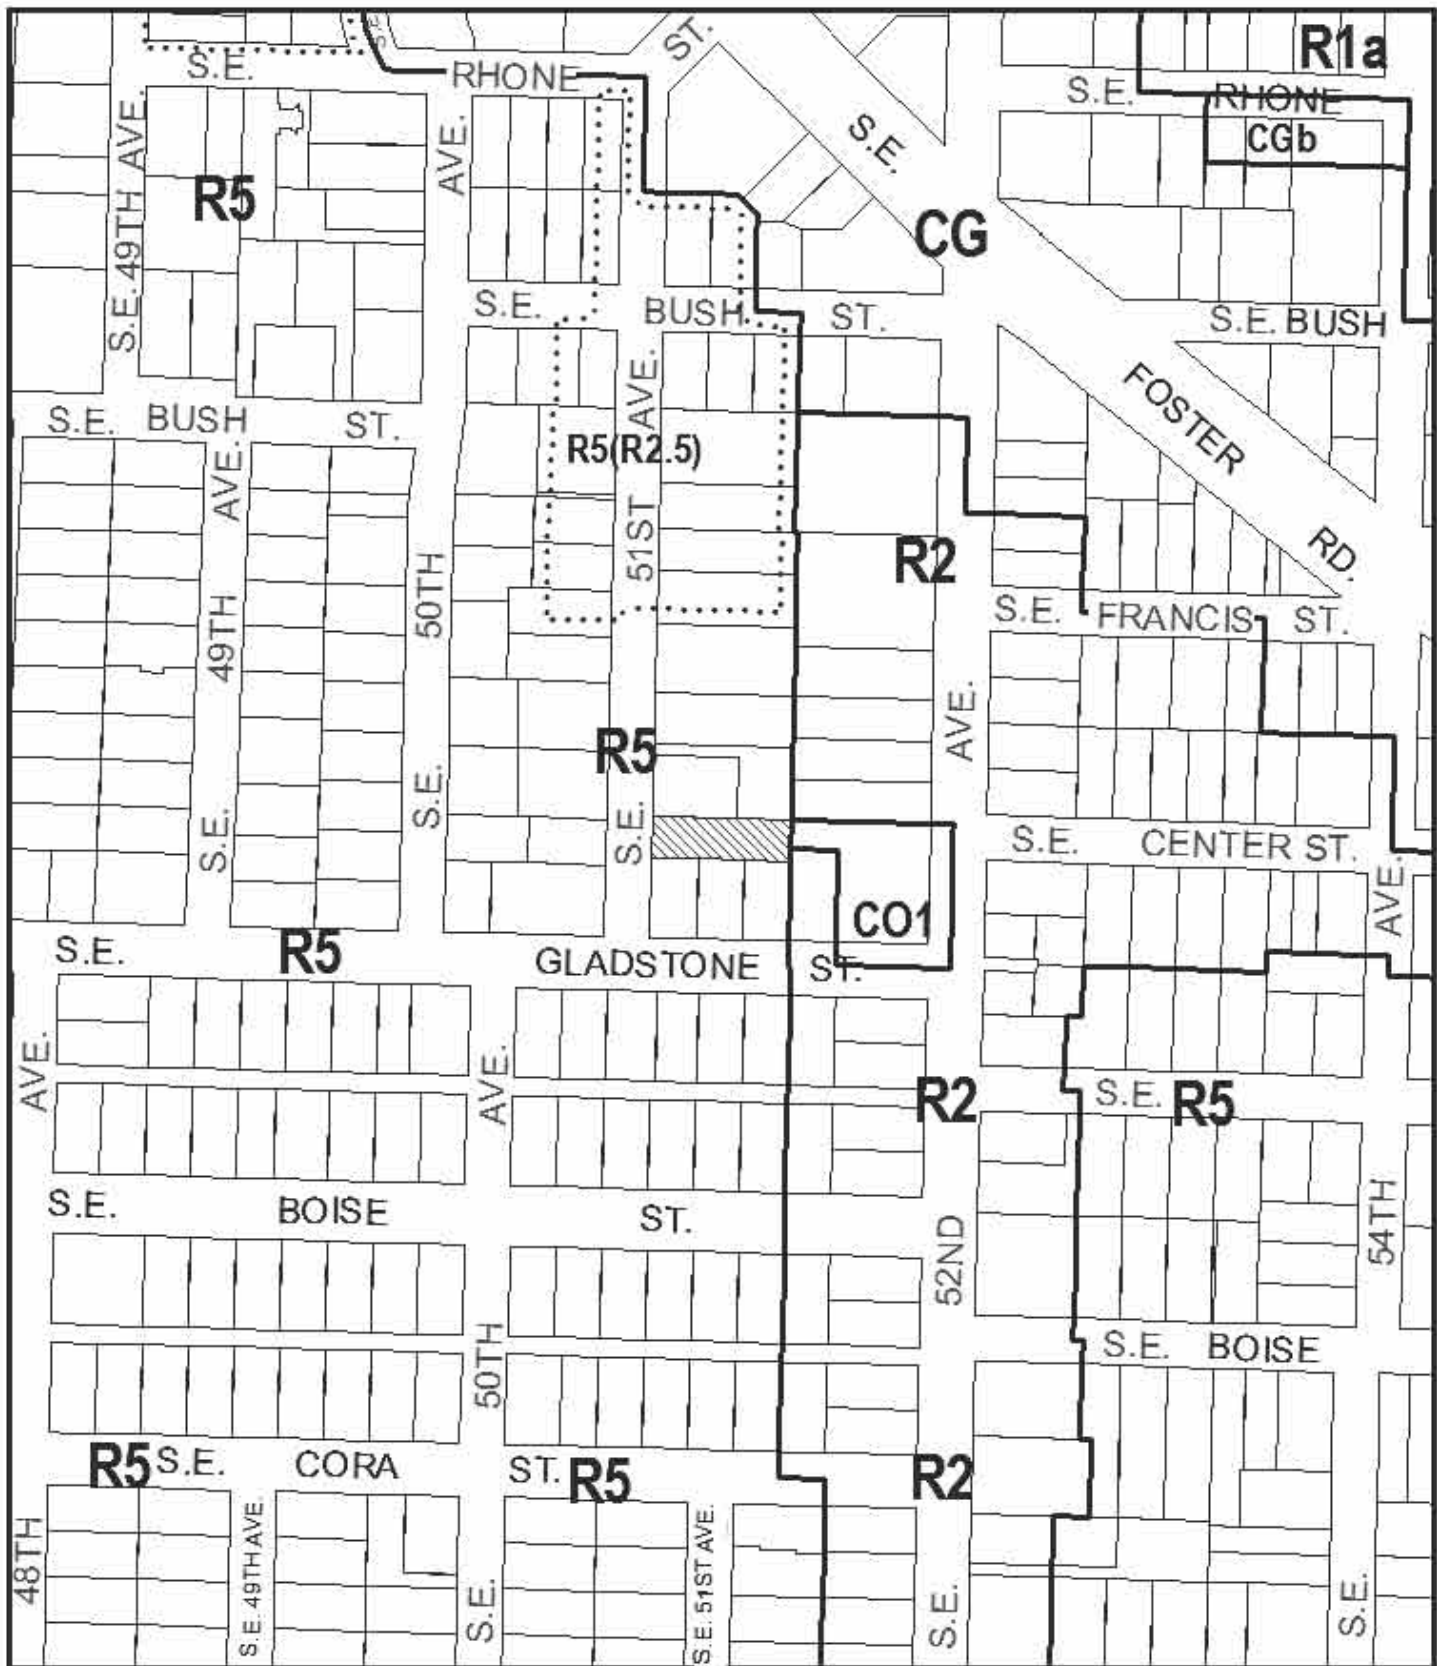 S.E.
ST.
R1a
S.E.
RHONE
S.E.
RHONE
CGb
S.E. 49TH AVE.
R5
AVE.
S.E.
CG
S.E.
BUSH
ST.
S.E. BUSH
S.E.
BUSH
ST.
AVE.
FOSTER
RD.
R5(R2.5)
AVE.
51ST
S.E.
R2
S.E.
FRANCIS
ST.
49TH
S.E.
50TH
S.E.
R5
AVE.
S.E.
CENTER ST.
AVE.
CO1
S.E.
R5
GLADSTONE
ST.
AVE.
AVE.
R2
S.E.
R5
S.E.
BOISE
ST.
52ND
54TH
S.E.
BOISE
50TH
R5
S.E.
CORA
ST.
R5
R2
48TH
S.E. 49TH AVE.
S.E.
S.E. 51ST AVE.
S.E.
S.E.